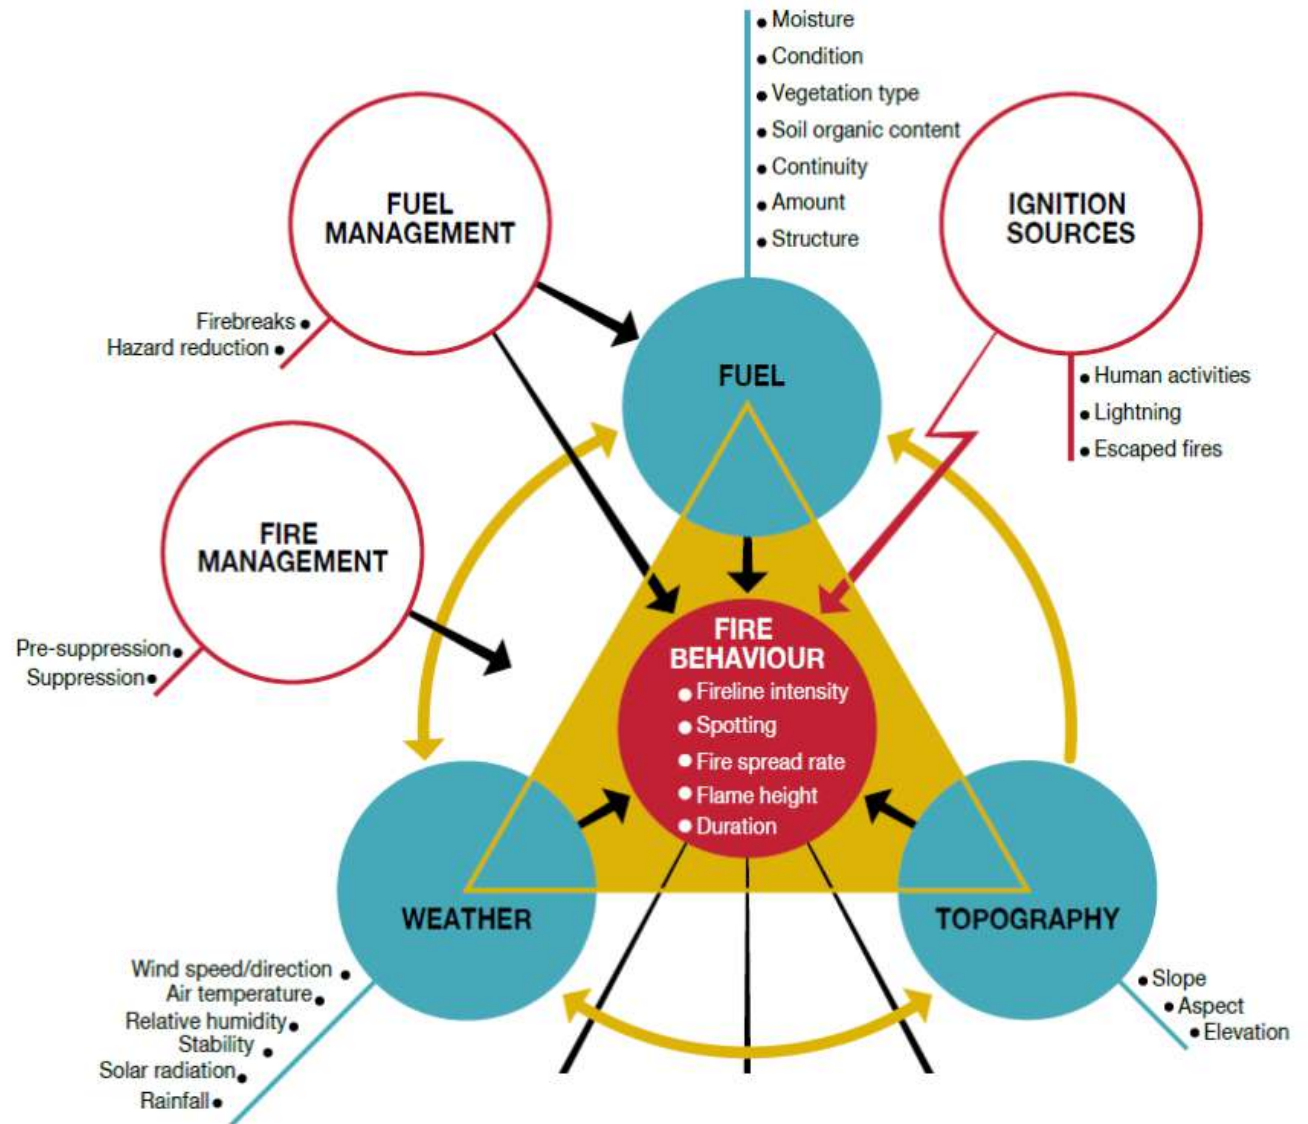 Moisture
Condition
Vegetation type
Soil organic content
Continuity
Amount
Structure
FUEL
MANAGEMENT
Firebreaks
Hazard reduction
IGNITION
SOURCES
Human activities
Lightning
Escaped fires
FUEL
FIRE
MANAGEMENT
Pre-suppression
Suppression
FIRE
BEHAVIOUR
Fireline intensity
Spotting
Fire spread rate
Flame height
Duration
WEATHER
Wind speed/direction
Air temperature
Relative humidity
Stability
Solar radiation
Rainfall
TOPOGRAPHY
Slope
Aspect
Elevation